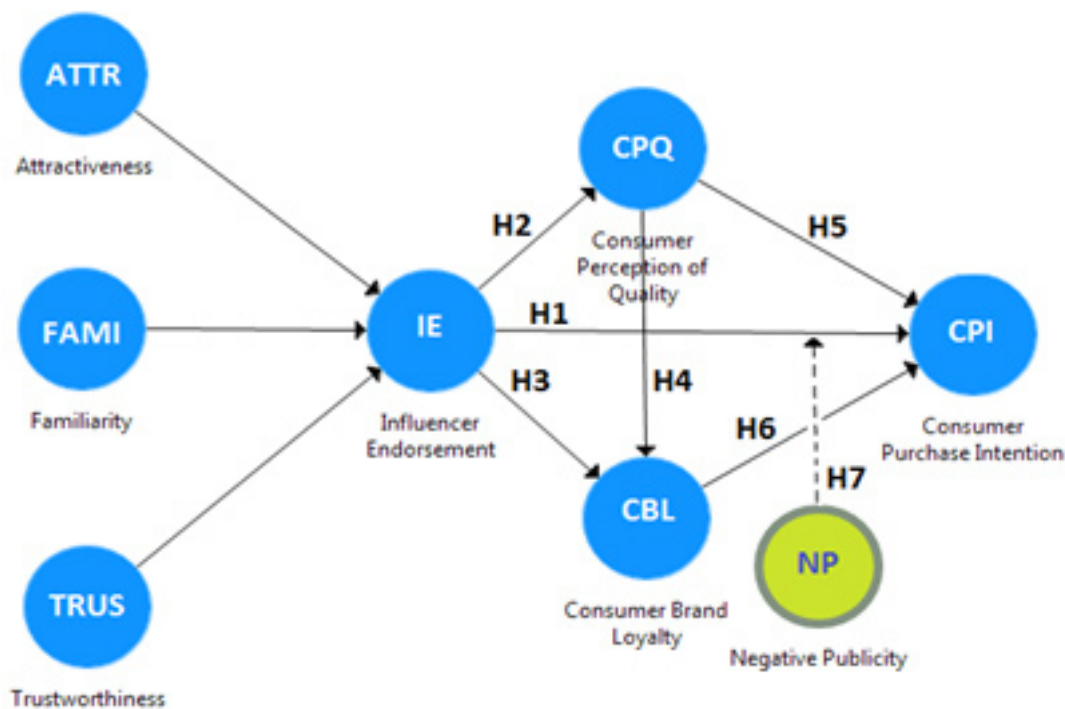 ATTR
Attractiveness
CPQ
Consumer
Perception of
Quality
H2
H5
FAMI
Familiarity
IE
Influencer
Endorsement
H1
CPI
Consumer
Purchase Intention
H3
H4
H6
H7
CBL
Consumer Brand
Loyalty
NP
Negative Publicity
TRUS
Trustworthiness